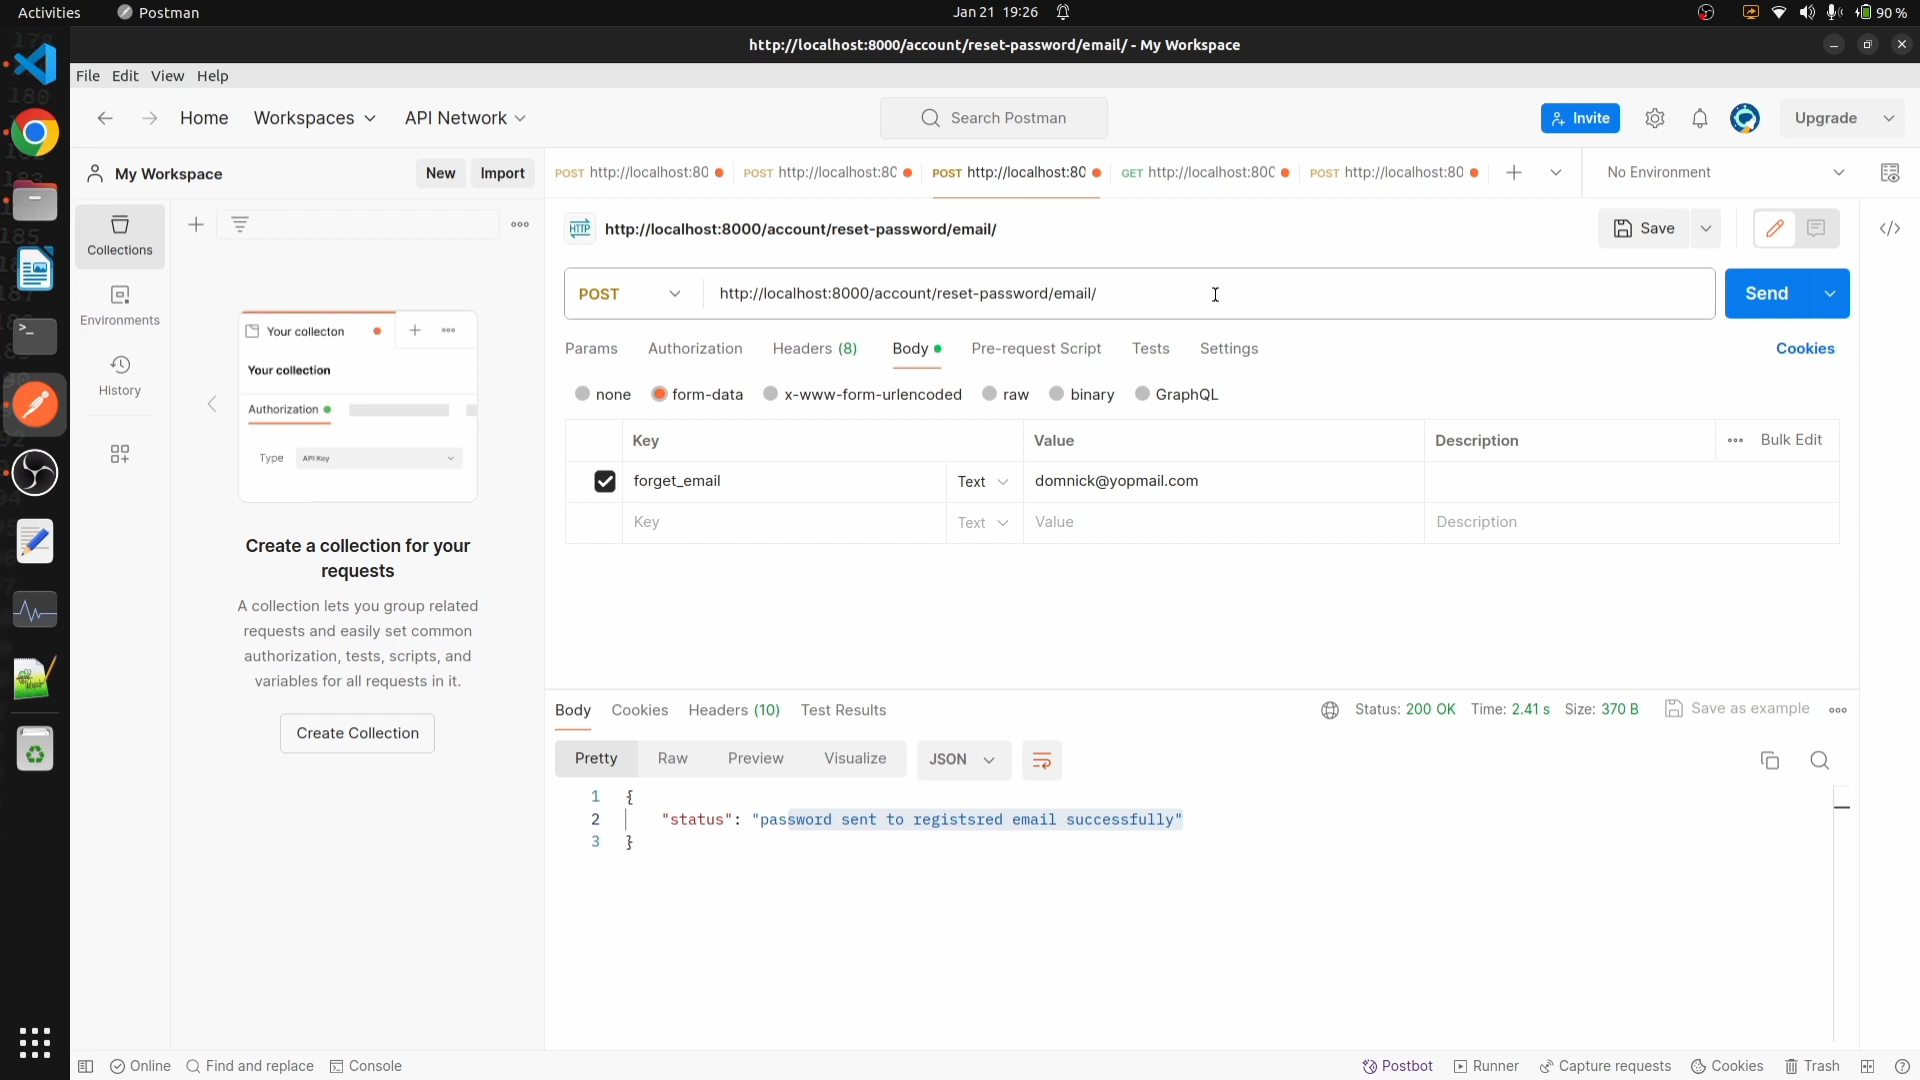 Activities
Postman
Jan 21 19:26
90 %
http://localhost:8000/account/reset-password/email/ - My Workspace
File Edit View Help
Home
Workspaces
API Network
Search Postman
Invite
Upgrade
My Workspace
New
Import
POST http://localhost:80
POST http://localhost:80
POST http://localhost:80
GET http://localhost:800
POST http://localhost:80
No Environment
Collections
Environments
History
Your collecton
Your collection
Authorization
Type
API Key
Create a collection for your
requests
A collection lets you group related
requests and easily set common
authorization, tests, scripts, and
variables for all requests in it.
Create Collection
HTTP
http://localhost:8000/account/reset-password/email/
Save
POST
http://localhost:8000/account/reset-password/email/
Send
Params
Authorization
Headers (8)
Body
Pre-request Script
Tests
Settings
Cookies
none
form-data
x-www-form-urlencoded
raw
binary
GraphQL
Key
Value
Description
Bulk Edit
forget_email
Text
domnick@yopmail.com
Key
Text
Value
Description
Body
Cookies
Headers (10)
Test Results
Status: 200 OK
Time: 2.41 s
Size: 370 B
Save as example
Pretty
Raw
Preview
Visualize
JSON
1 {
2 "status": "password sent to registsred email successfully"
3 }
Online
Find and replace
Console
Postbot
Runner
Capture requests
Cookies
Trash